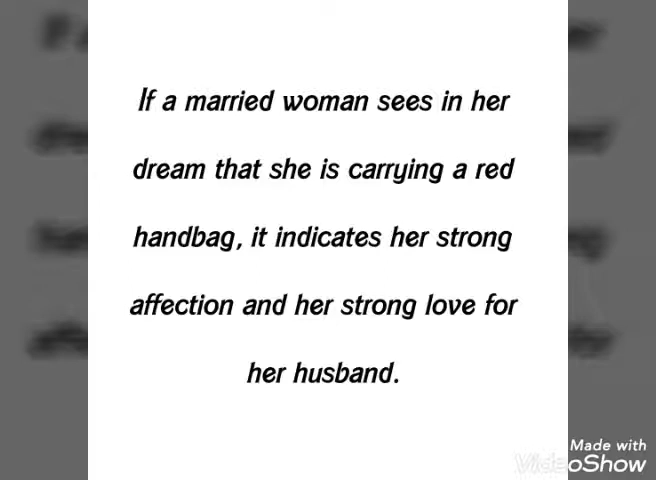 If a married woman sees in her
dream that she is carrying a red
handbag, it indicates her strong
affection and her strong love for
her husband.
Made with
VideoShow